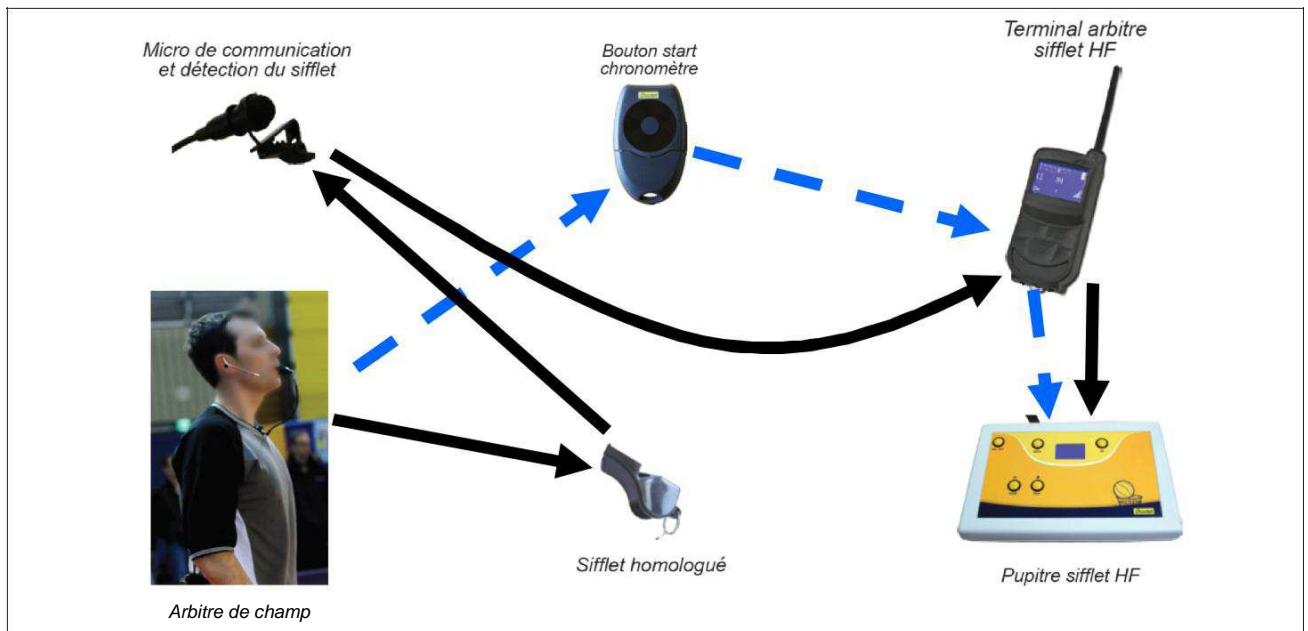 Micro de communication
et détection du sifflet
Bouton start
chronomètre
Terminal arbitre
sifflet HF
Arbitre de champ
Sifflet homologué
Pupitre sifflet HF